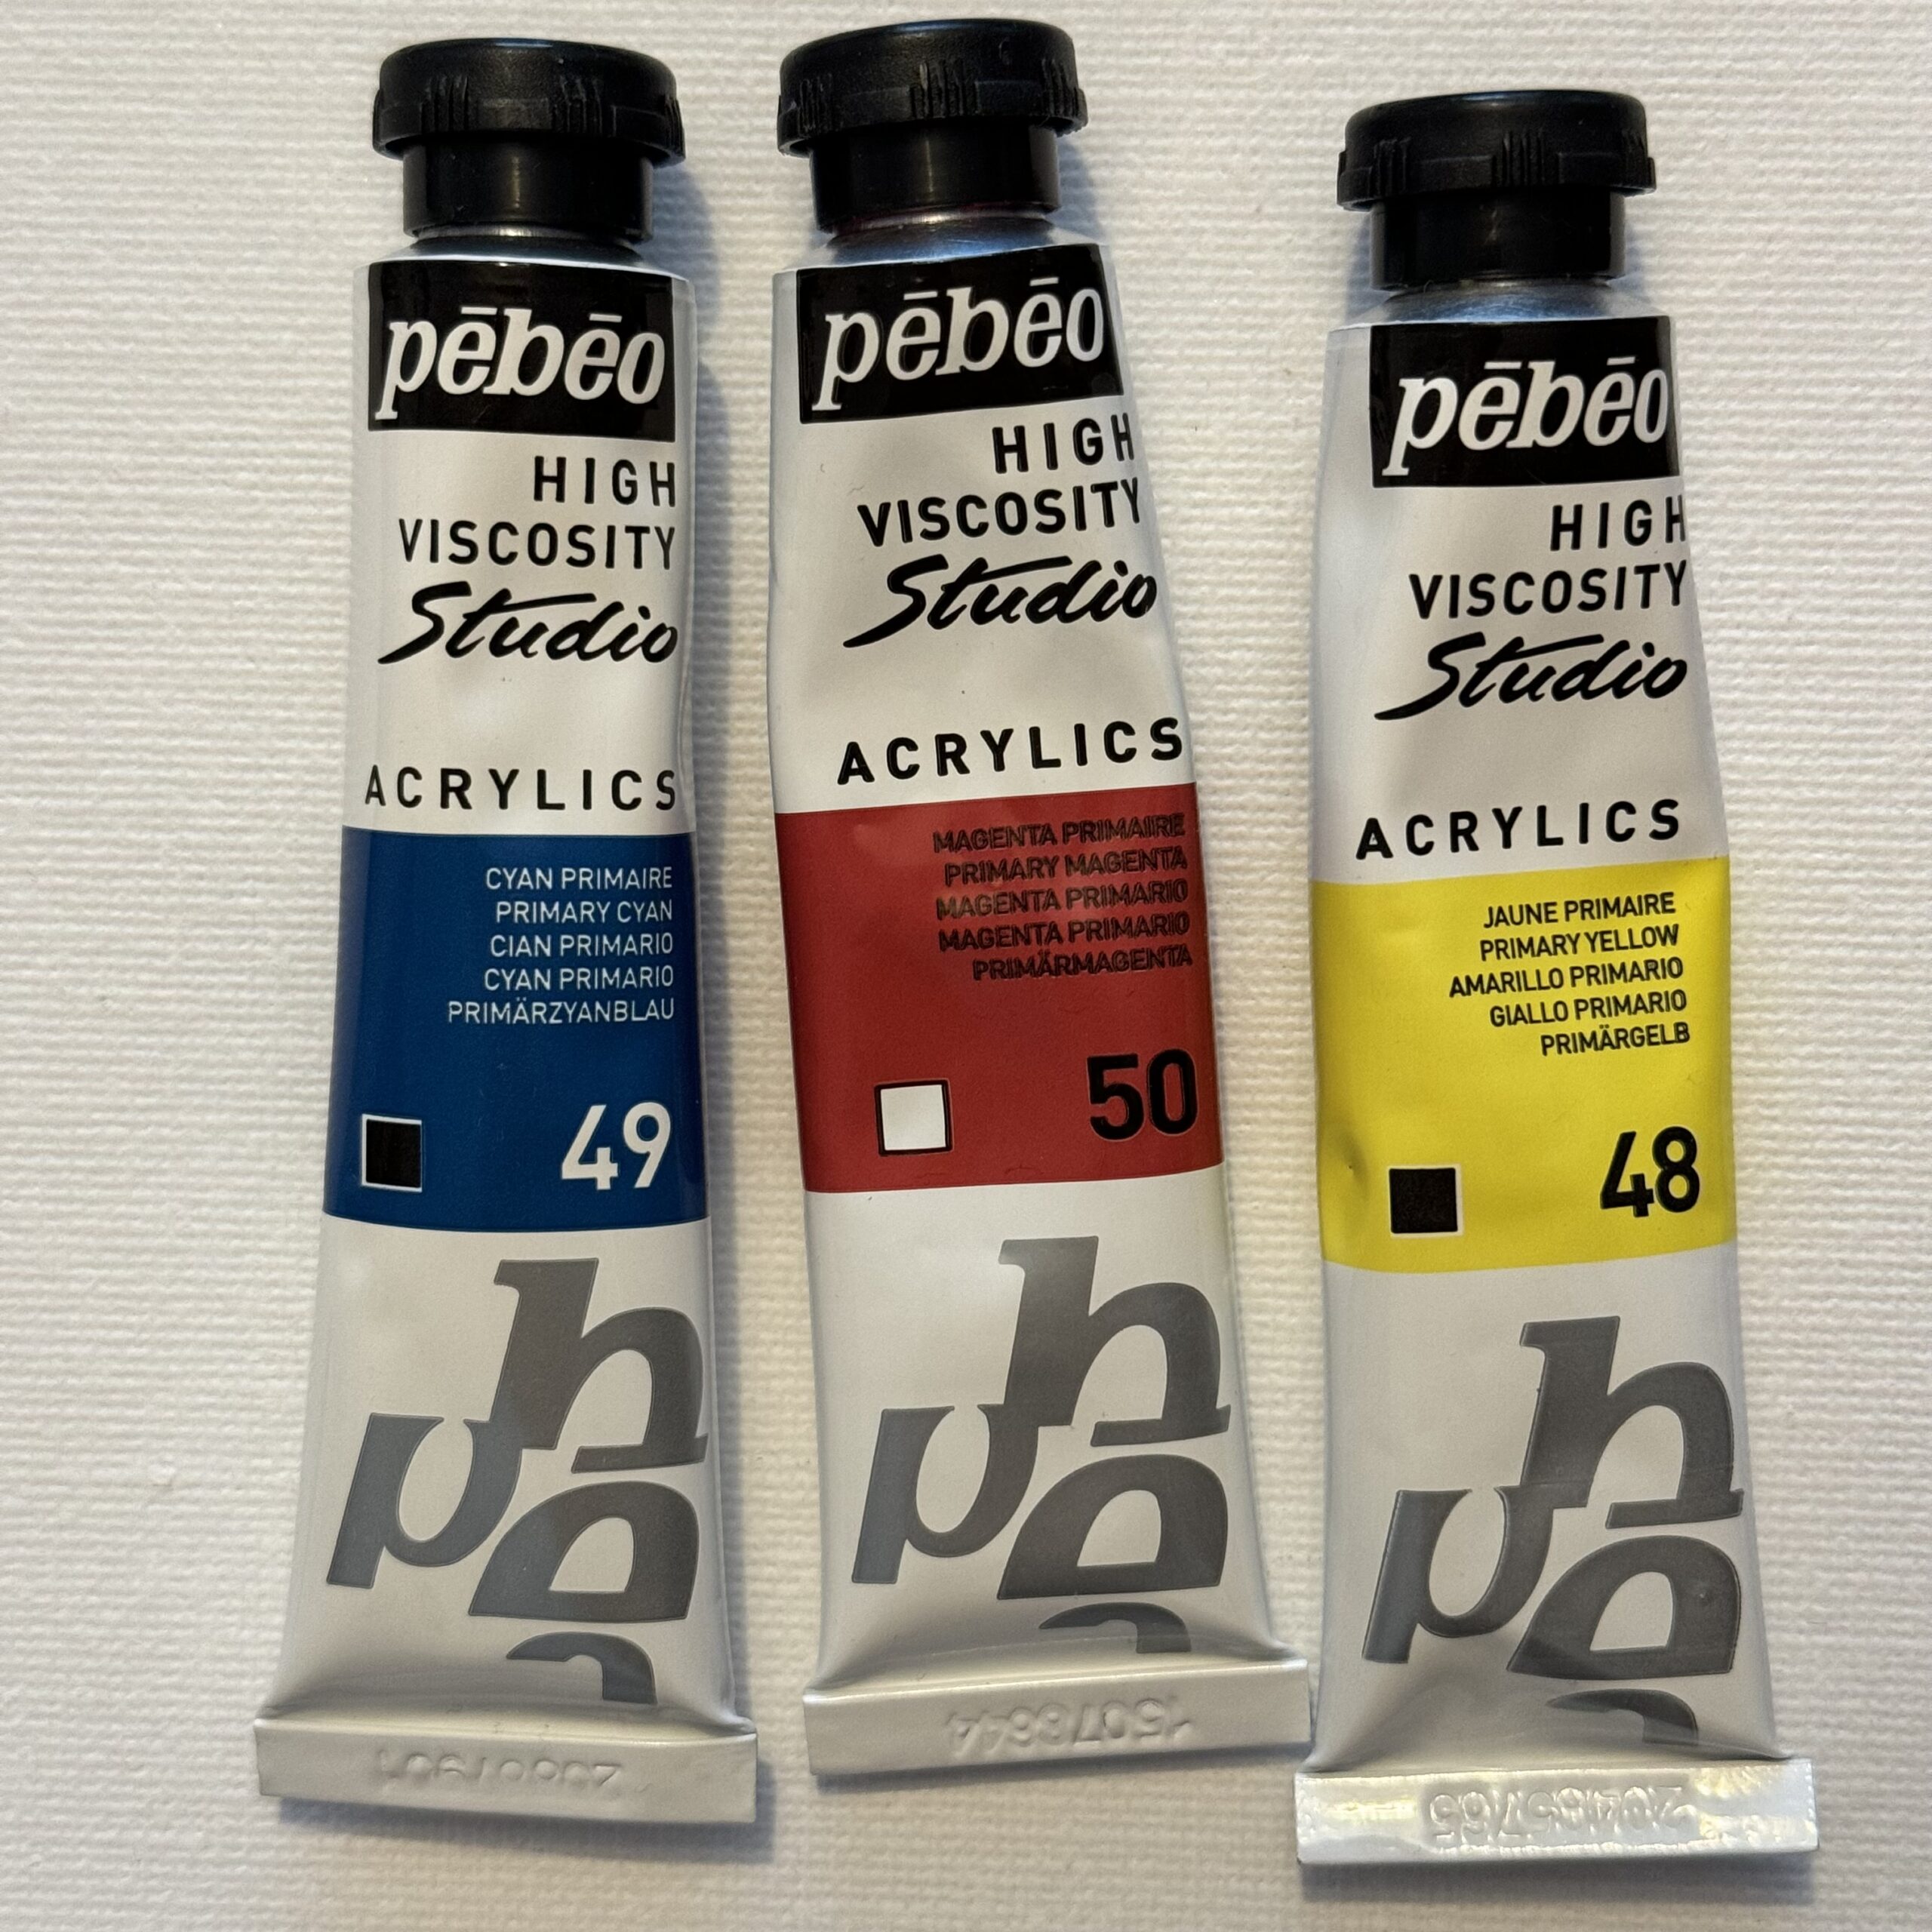 pēbēo
HIGH
VISCOSITY
Studio
ACRYLICS
CYAN PRIMAIRE
PRIMARY CYAN
CIAN PRIMARIO
CYAN PRIMARIO
PRIMÄRZYANBLAU
49
pēbēo
HIGH
VISCOSITY
Studio
ACRYLICS
MAGENTA PRIMAIRE
PRIMARY MAGENTA
MAGENTA PRIMARIO
MAGENTA PRIMARIO
PRIMÄRMAGENTA
50
pēbēo
HIGH
VISCOSITY
Studio
ACRYLICS
JAUNE PRIMAIRE
PRIMARY YELLOW
AMARILLO PRIMARIO
GIALLO PRIMARIO
PRIMÄRGELB
48